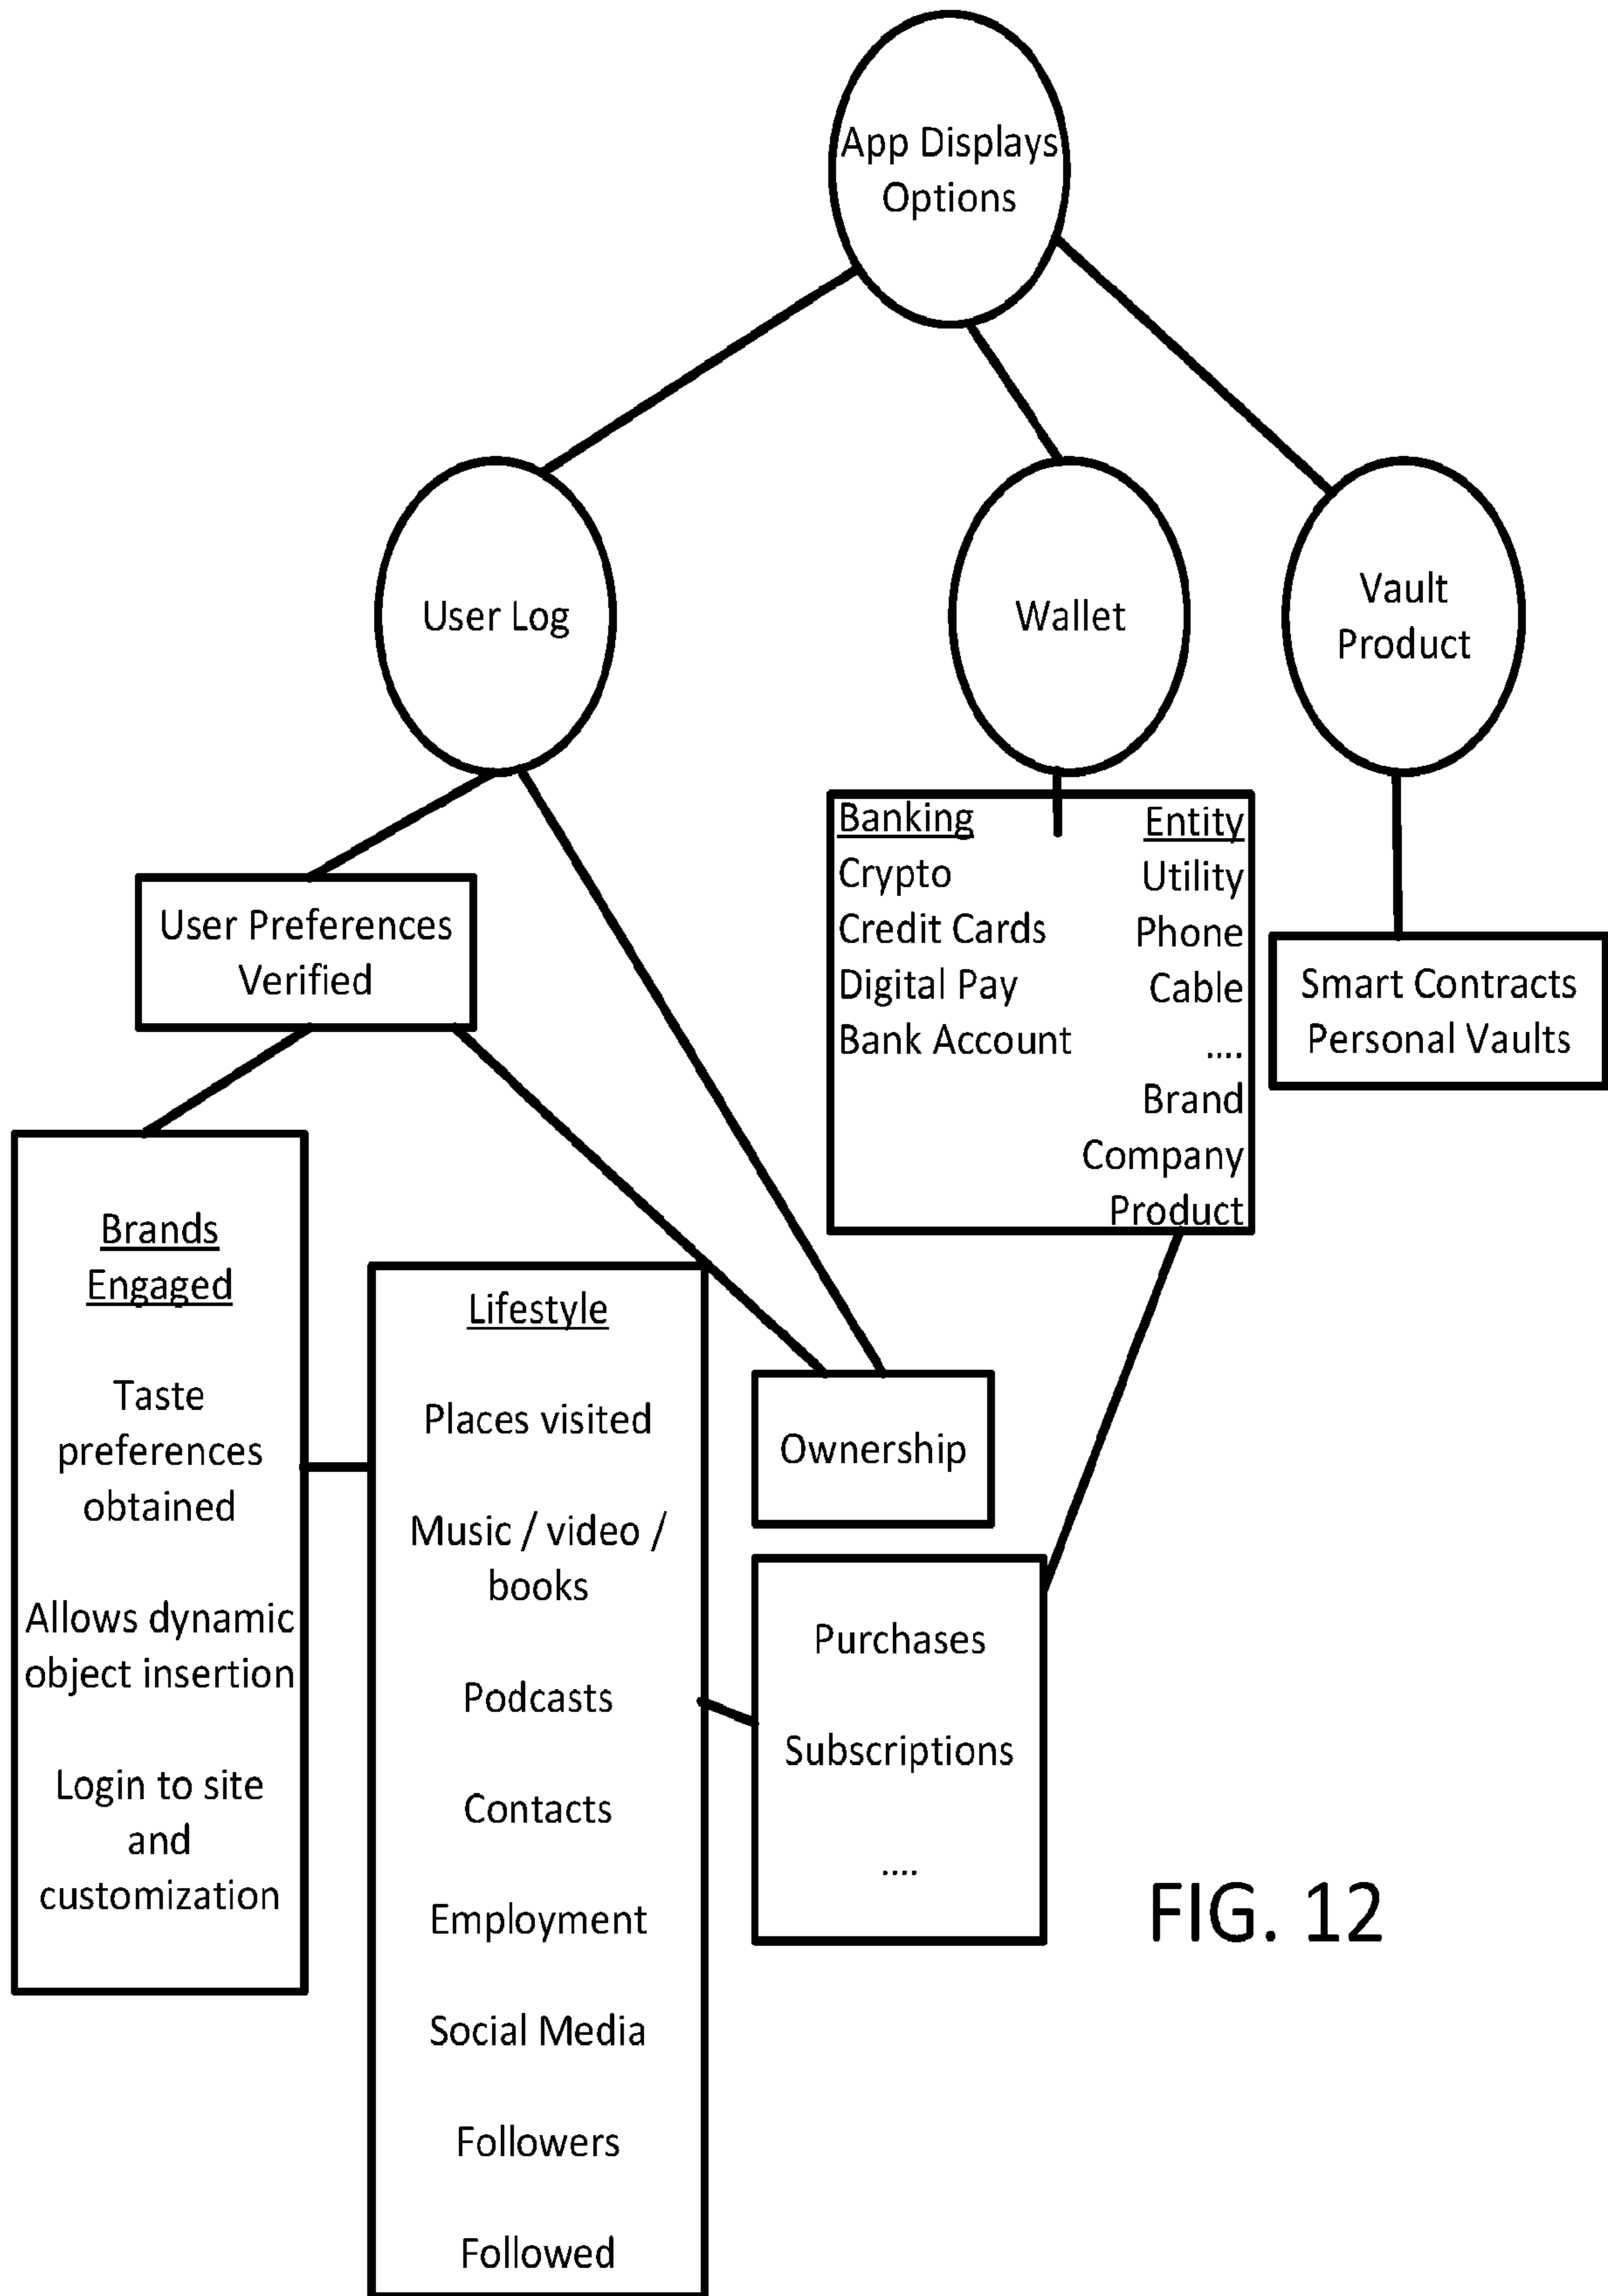 App Displays
Options
User Log
Wallet
Vault
Product
User Preferences
Verified
Banking
Crypto
Credit Cards
Digital Pay
Bank Account
Entity
Utility
Phone
Cable
....
Brand
Company
Product
Smart Contracts
Personal Vaults
Brands
Engaged
Taste
preferences
obtained
Allows dynamic
object insertion
Login to site
and
customization
Lifestyle
Places visited
Music / video /
books
Podcasts
Contacts
Employment
Social Media
Followers
Followed
Ownership
Purchases
Subscriptions
....
FIG. 12